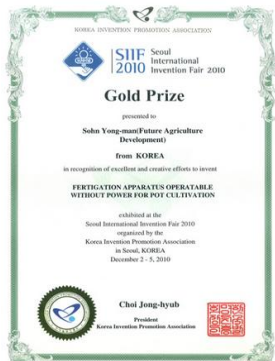 KOREA INVENTION PROMOTION ASSOCIATION
SIIF
2010
Seoul
International
Invention Fair 2010
Gold Prize
presented to
Sohn Yong-man(Future Agriculture
Development)
from KOREA
in recognition of excellent and creative efforts to invent
FERTIGATION APPARATUS OPERATABLE
WITHOUT POWER FOR POT CULTIVATION
exhibited at the
Seoul International Invention Fair 2010
organized by the
Korea Invention Promotion Association
in Seoul, KOREA
December 2 - 5, 2010
Choi Jong-hyub
President
Korea Invention Promotion Association